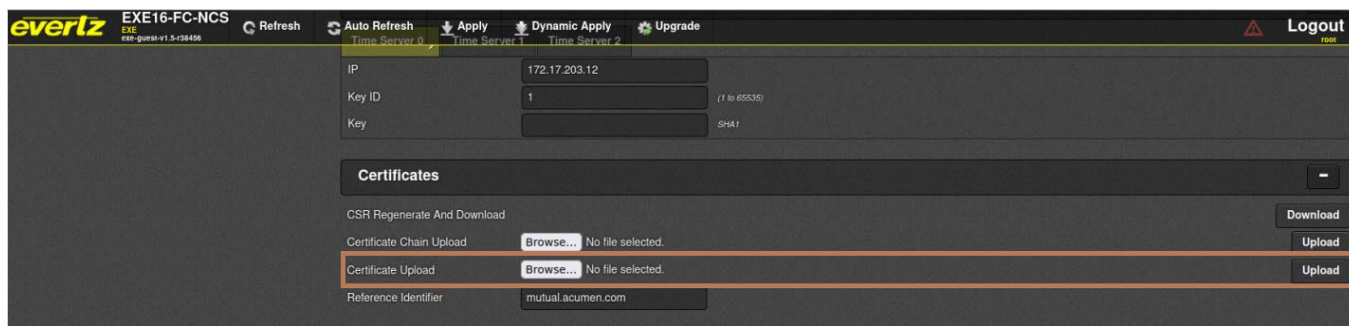 evertz EXE16-FC-NCS Refresh Auto Refresh Apply Dynamic Apply Upgrade Logout
EXE root
exe-guest-v1.5-r38456
Time Server 0 Time Server 1 Time Server 2
IP 172.17.203.12
Key ID 1 (1 to 65535)
Key SHA1
Certificates -
CSR Regenerate And Download Download
Certificate Chain Upload Browse... No file selected. Upload
Certificate Upload Browse... No file selected. Upload
Reference Identifier mutual.acumen.com